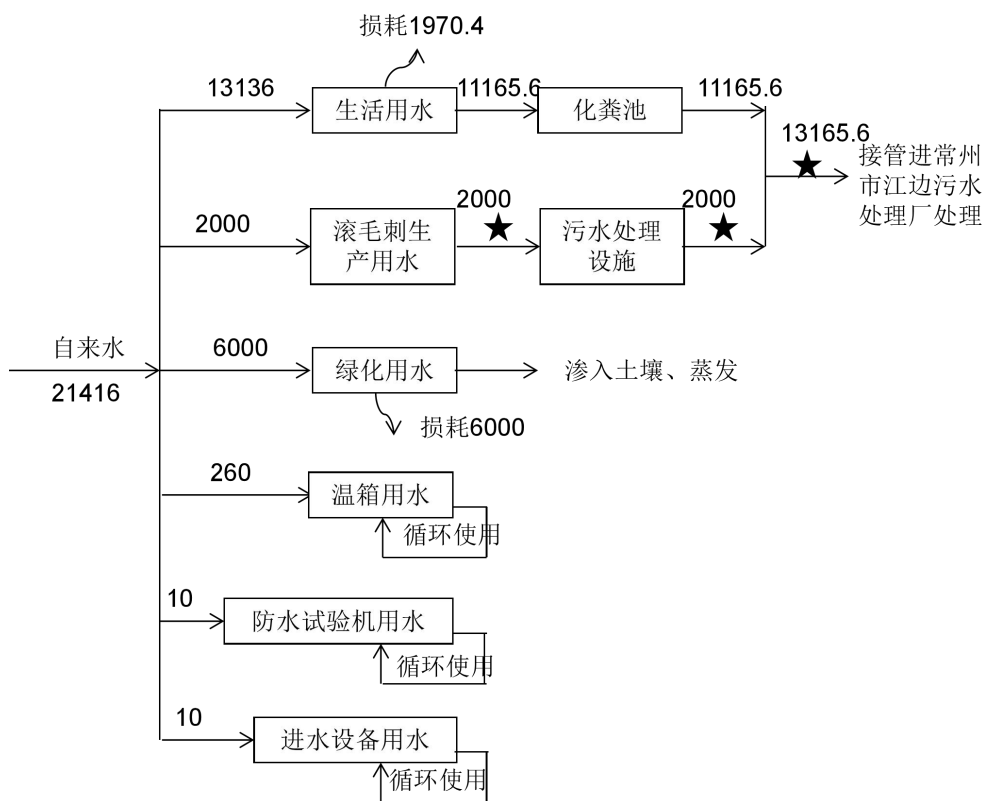 损耗1970.4
13136
生活用水
11165.6
化粪池
11165.6
13165.6
接管进常州
市江边污水
处理厂处理
2000
滚毛刺生
产用水
2000
污水处理
设施
2000
自来水
21416
6000
绿化用水
渗入土壤、蒸发
损耗6000
260
温箱用水
循环使用
10
防水试验机用水
循环使用
10
进水设备用水
循环使用